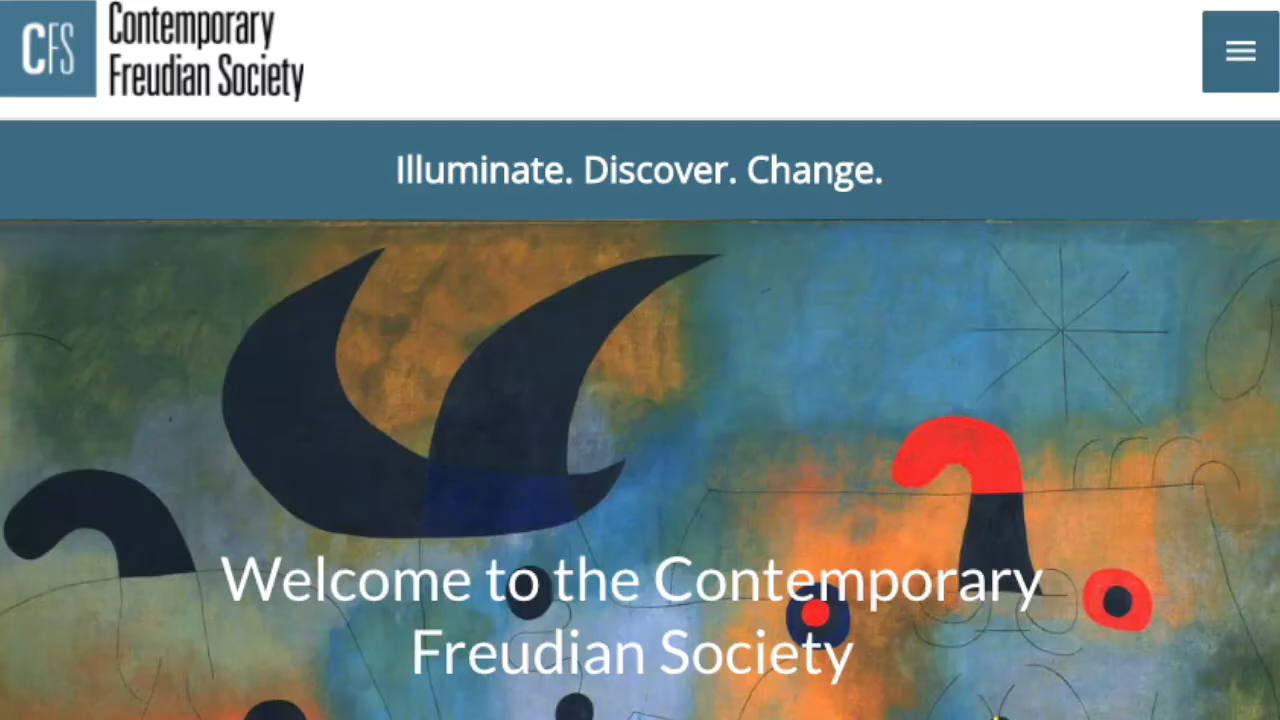 CFS
Contemporary
Freudian Society
Illuminate. Discover. Change.
Welcome to the Contemporary
Freudian Society